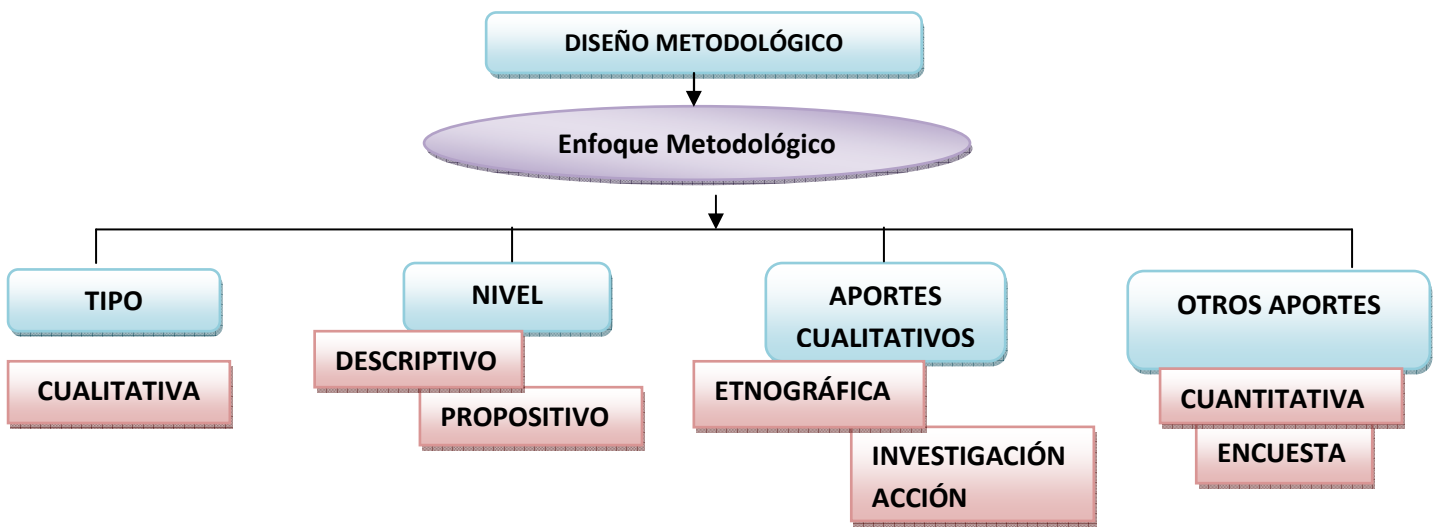 DISEÑO METODOLÓGICO
Enfoque Metodológico
TIPO
CUALITATIVA
NIVEL
DESCRIPTIVO
PROPOSITIVO
APORTES
CUALITATIVOS
ETNOGRÁFICA
INVESTIGACIÓN
ACCIÓN
OTROS APORTES
CUANTITATIVA
ENCUESTA